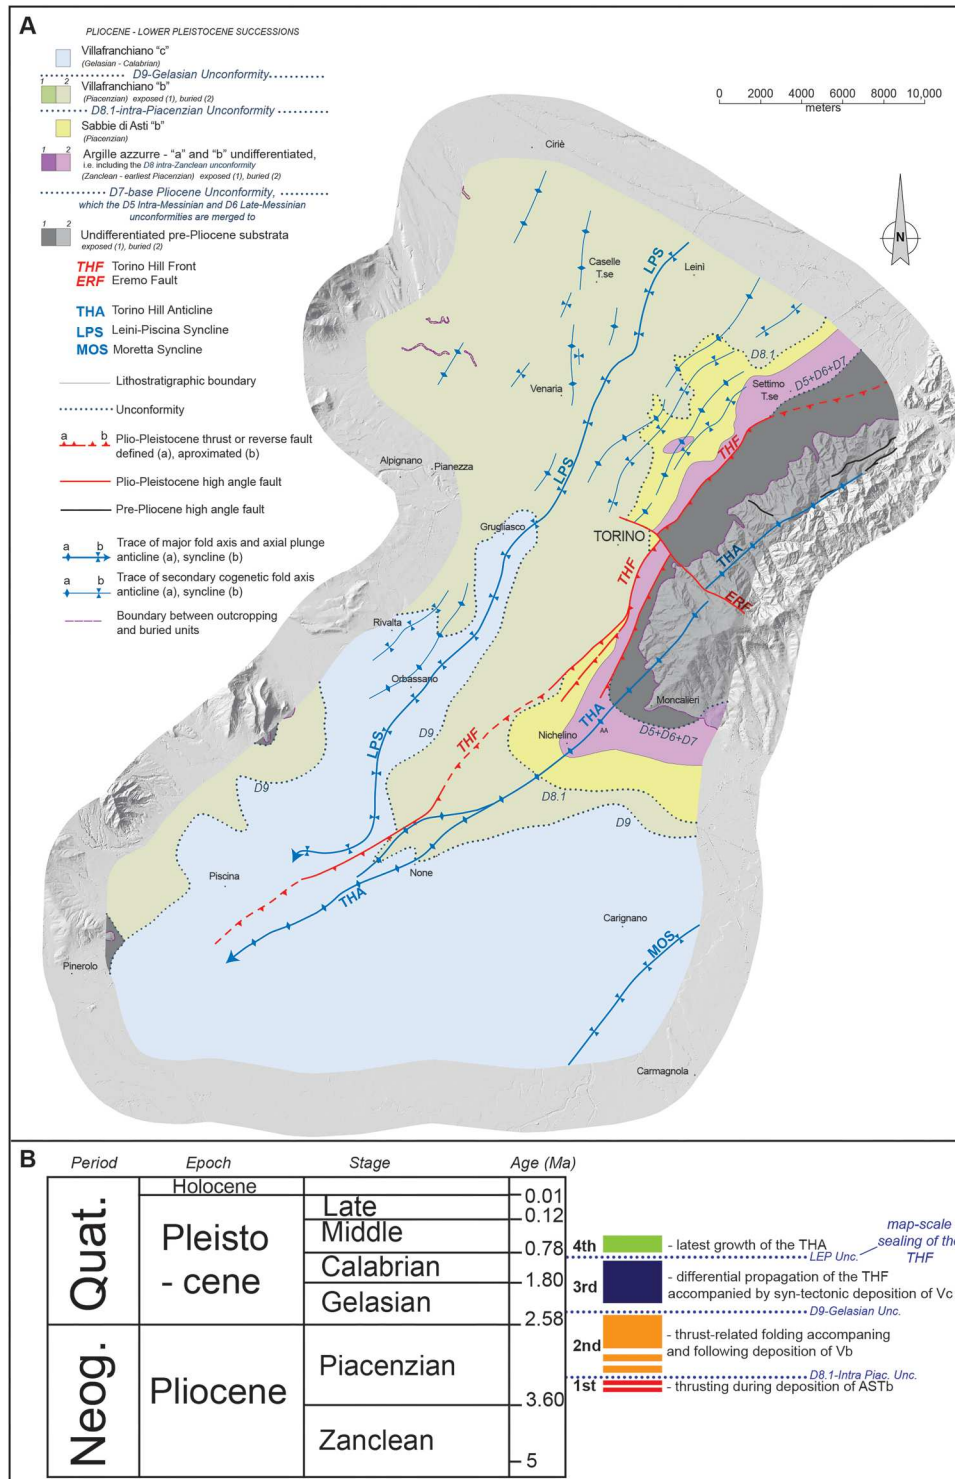 A
PLIOCENE - LOWER PLEISTOCENE SUCCESSIONS
Villafranchiano "c"
(Gelasian - Calabrian)
D9-Gelasian Unconformity
1 2
Villafranchiano "b"
(Piacenzian) exposed (1), buried (2)
D8.1-intra-Piacenzian Unconformity
Sabbie di Asti "b"
(Piacenzian)
1 2
Argille azzurre - "a" and "b" undifferentiated,
i.e. including the D8 intra-Zanclean unconformity
(Zanclean - earliest Piacenzian) exposed (1), buried (2)
D7-base Pliocene Unconformity,
which the D5 Intra-Messinian and D6 Late-Messinian
unconformities are merged to
1 2
Undifferentiated pre-Pliocene substrata
exposed (1), buried (2)
THF Torino Hill Front
ERF Eremo Fault
THA Torino Hill Anticline
LPS Leini-Piscina Syncline
MOS Moretta Syncline
Lithostratigraphic boundary
Unconformity
a b
Plio-Pleistocene thrust or reverse fault
defined (a), aproximated (b)
Plio-Pleistocene high angle fault
Pre-Pliocene high angle fault
a b
Trace of major fold axis and axial plunge
anticline (a), syncline (b)
a b
Trace of secondary cogenetic fold axis
anticline (a), syncline (b)
Boundary between outcropping
and buried units
0 2000 4000 6000 8000 10,000
meters
N
Ciriè
Caselle
T.se
LPS
Leinì
D8.1
Venaria
Settimo
T.se
D5+D6+D7
THF
Alpignano
Pianezza
LPS
Grugliasco
TORINO
THF
THA
ERF
Rivalta
Orbassano
Moncalieri
LPS
D9
THF
THA
AA
Nichelino
D5+D6+D7
D9
D8.1
D9
Piscina
None
THA
Carignano
MOS
Pinerolo
Carmagnola
B
Period Epoch Stage Age (Ma)
Quat.
Neog.
Holocene
Pleisto
- cene
Pliocene
Late
Middle
Calabrian
Gelasian
Piacenzian
Zanclean
0.01
0.12
0.78
1.80
2.58
3.60
5
4th - latest growth of the THA
LEP Unc.
map-scale
sealing of the
THF
3rd - differential propagation of the THF
accompanied by syn-tectonic deposition of Vc
D9-Gelasian Unc.
2nd - thrust-related folding accompaning
and following deposition of Vb
D8.1-Intra Piac. Unc.
1st - thrusting during deposition of ASTb